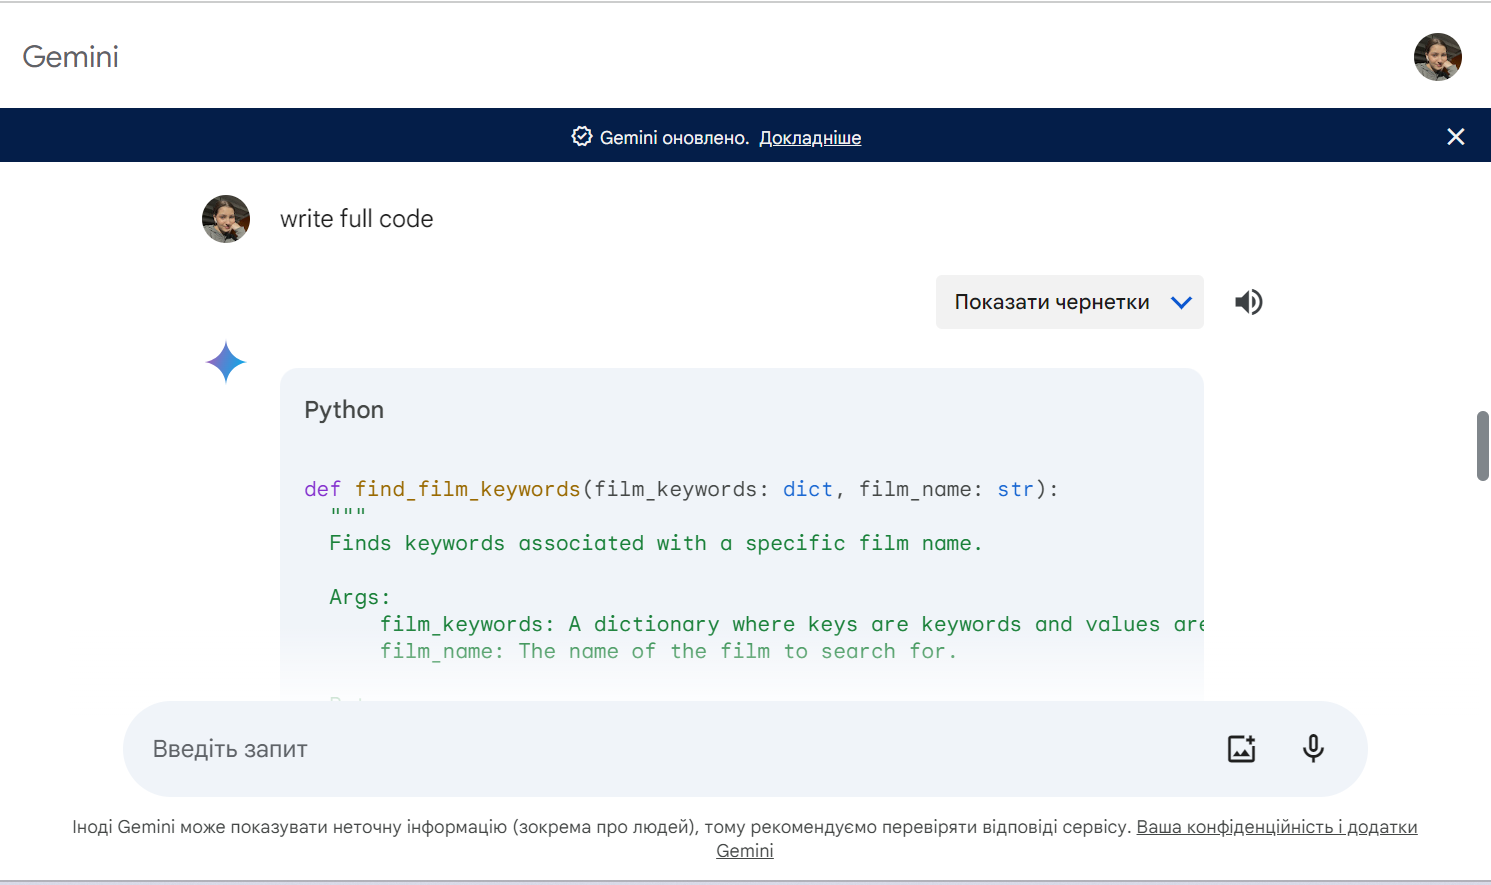 Gemini
Gemini оновлено. Докладніше
write full code
Показати чернетки
Python
def find_film_keywords(film_keywords: dict, film_name: str):
"""
Finds keywords associated with a specific film name.
Args:
film_keywords: A dictionary where keys are keywords and values are
film_name: The name of the film to search for.
Введіть запит
Іноді Gemini може показувати неточну інформацію (зокрема про людей), тому рекомендуємо перевіряти відповіді сервісу. Ваша конфіденційність і додатки
Gemini